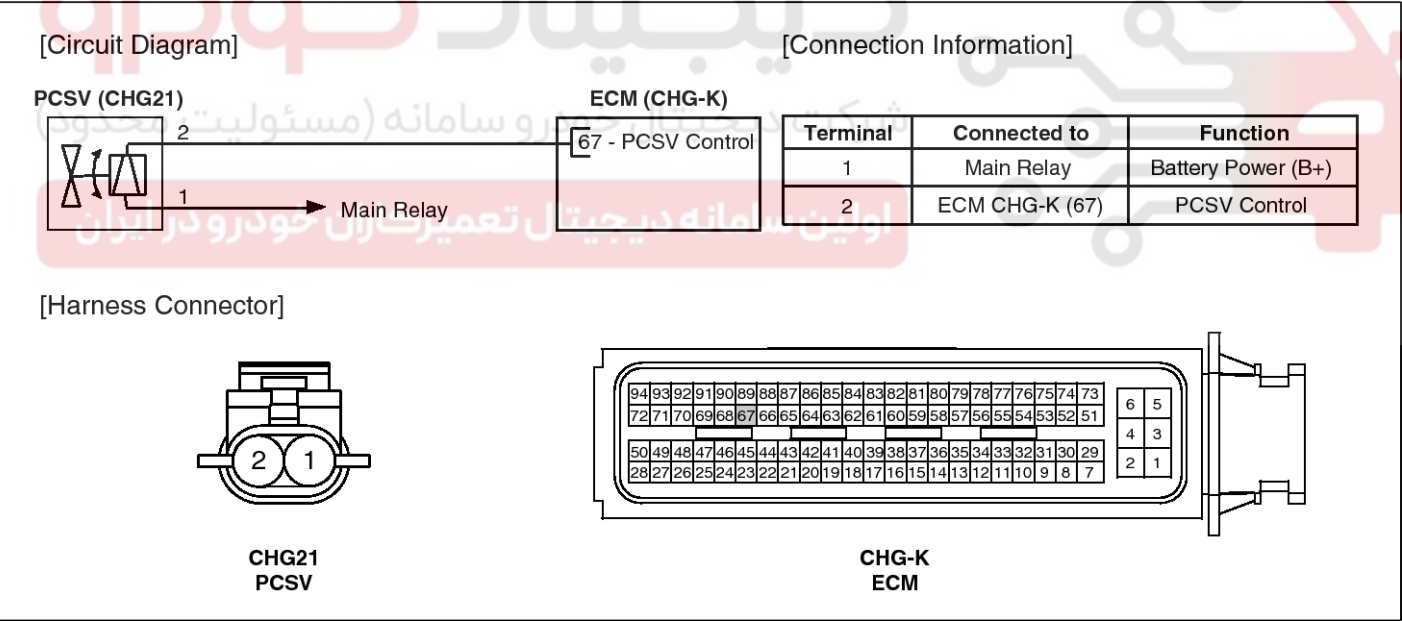 [Circuit Diagram]
[Connection Information]
PCSV (CHG21)
ECM (CHG-K)
شرکت دیجیتال خودرو سامانه (مسئولیت محدود)
2
67 - PCSV Control
1
Main Relay
Terminal Connected to Function
1 Main Relay Battery Power (B+)
2 ECM CHG-K (67) PCSV Control
اولین سامانه دیجیتال تعمیرکاران خودرو در ایران
[Harness Connector]
2 1
94 93 92 91 90 89 88 87 86 85 84 83 82 81 80 79 78 77 76 75 74 73
72 71 70 69 68 67 66 65 64 63 62 61 60 59 58 57 56 55 54 53 52 51
50 49 48 47 46 45 44 43 42 41 40 39 38 37 36 35 34 33 32 31 30 29
28 27 26 25 24 23 22 21 20 19 18 17 16 15 14 13 12 11 10 9 8 7
6 5
4 3
2 1
CHG21
PCSV
CHG-K
ECM